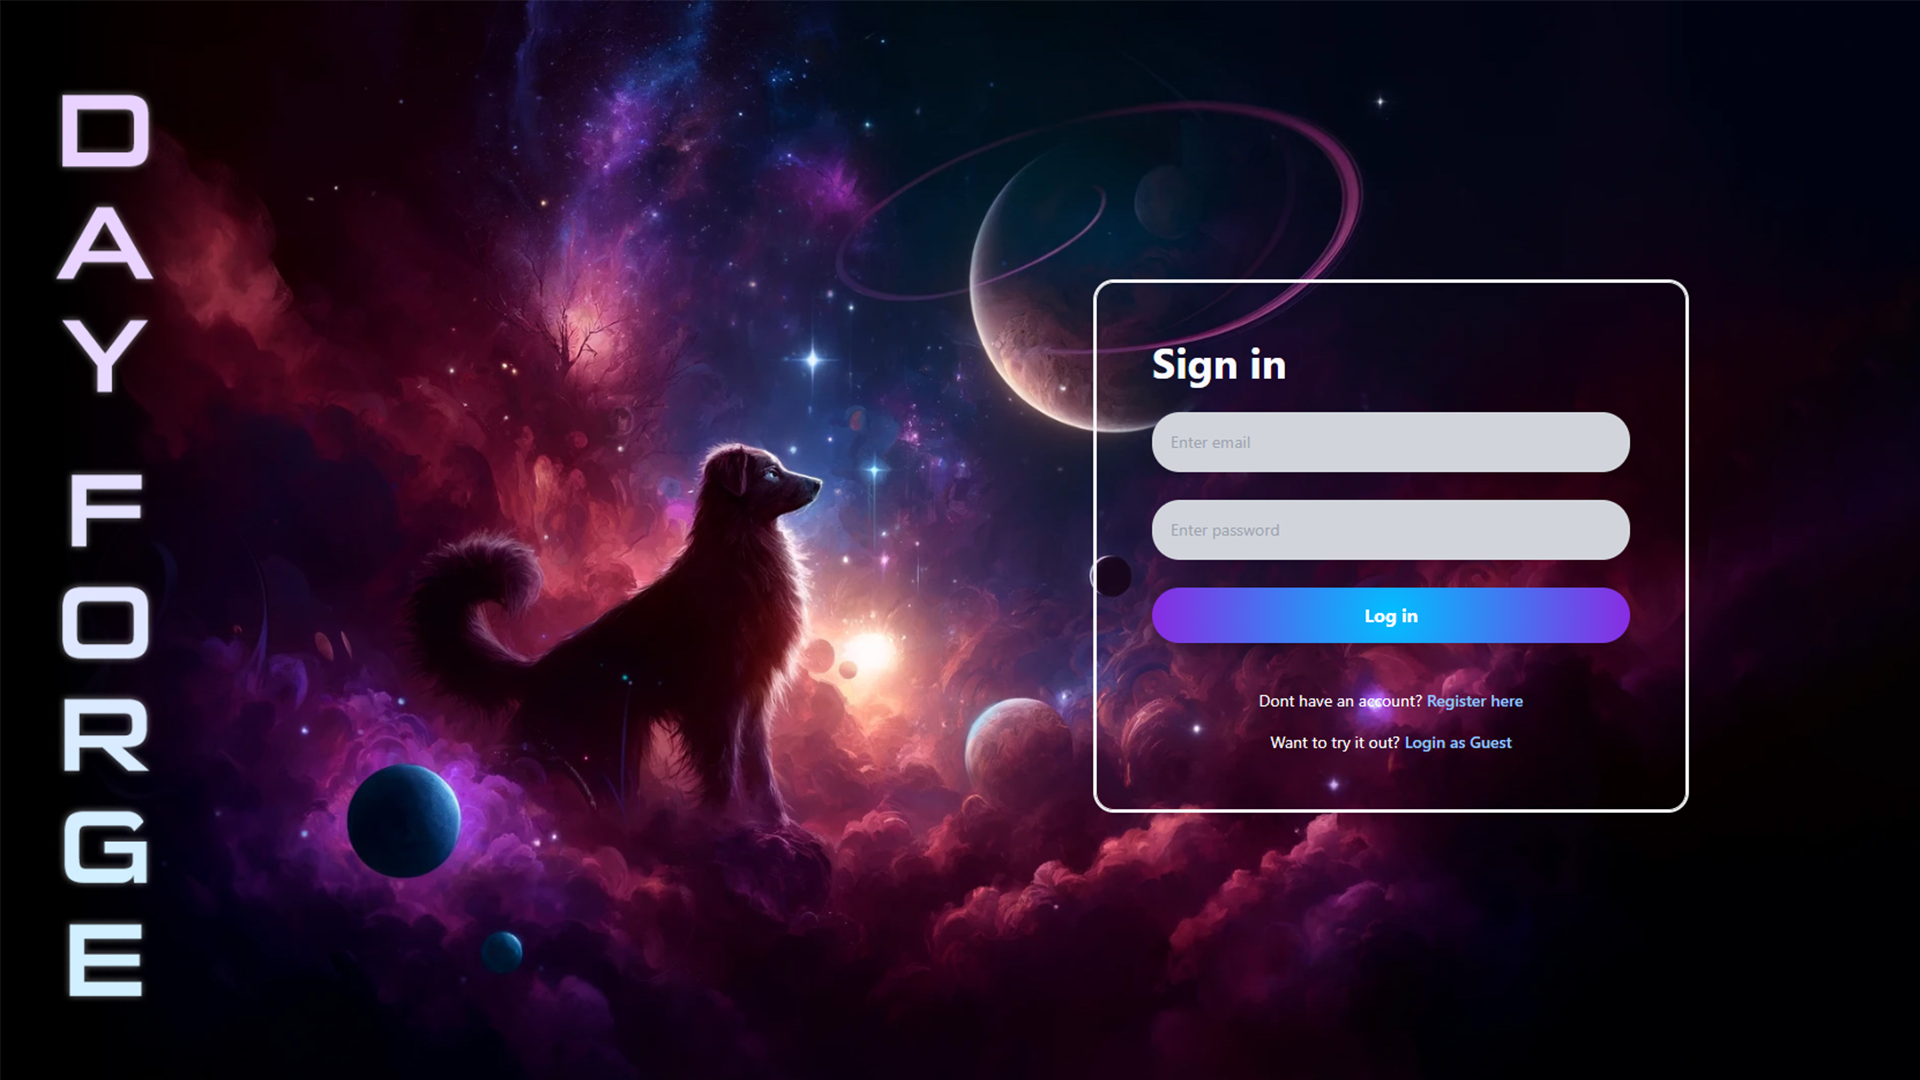 DAY FORGE
Sign in
Enter email
Enter password
Log in
Dont have an account? Register here
Want to try it out? Login as Guest